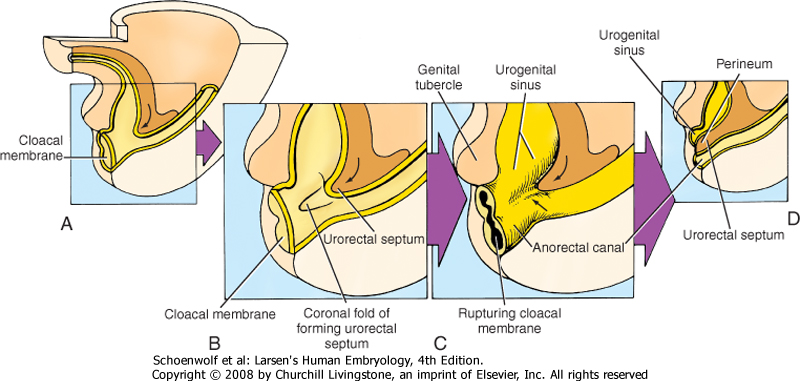 Cloacal
membrane
A
Urorectal septum
Cloacal membrane
Coronal fold of
forming urorectal
septum
B
Genital
tubercle
Urogenital
sinus
Anorectal canal
Rupturing cloacal
membrane
C
Urogenital
sinus
Perineum
Urorectal septum
D
Schoenwolf et al: Larsen's Human Embryology, 4th Edition.
Copyright © 2008 by Churchill Livingstone, an imprint of Elsevier, Inc. All rights reserved